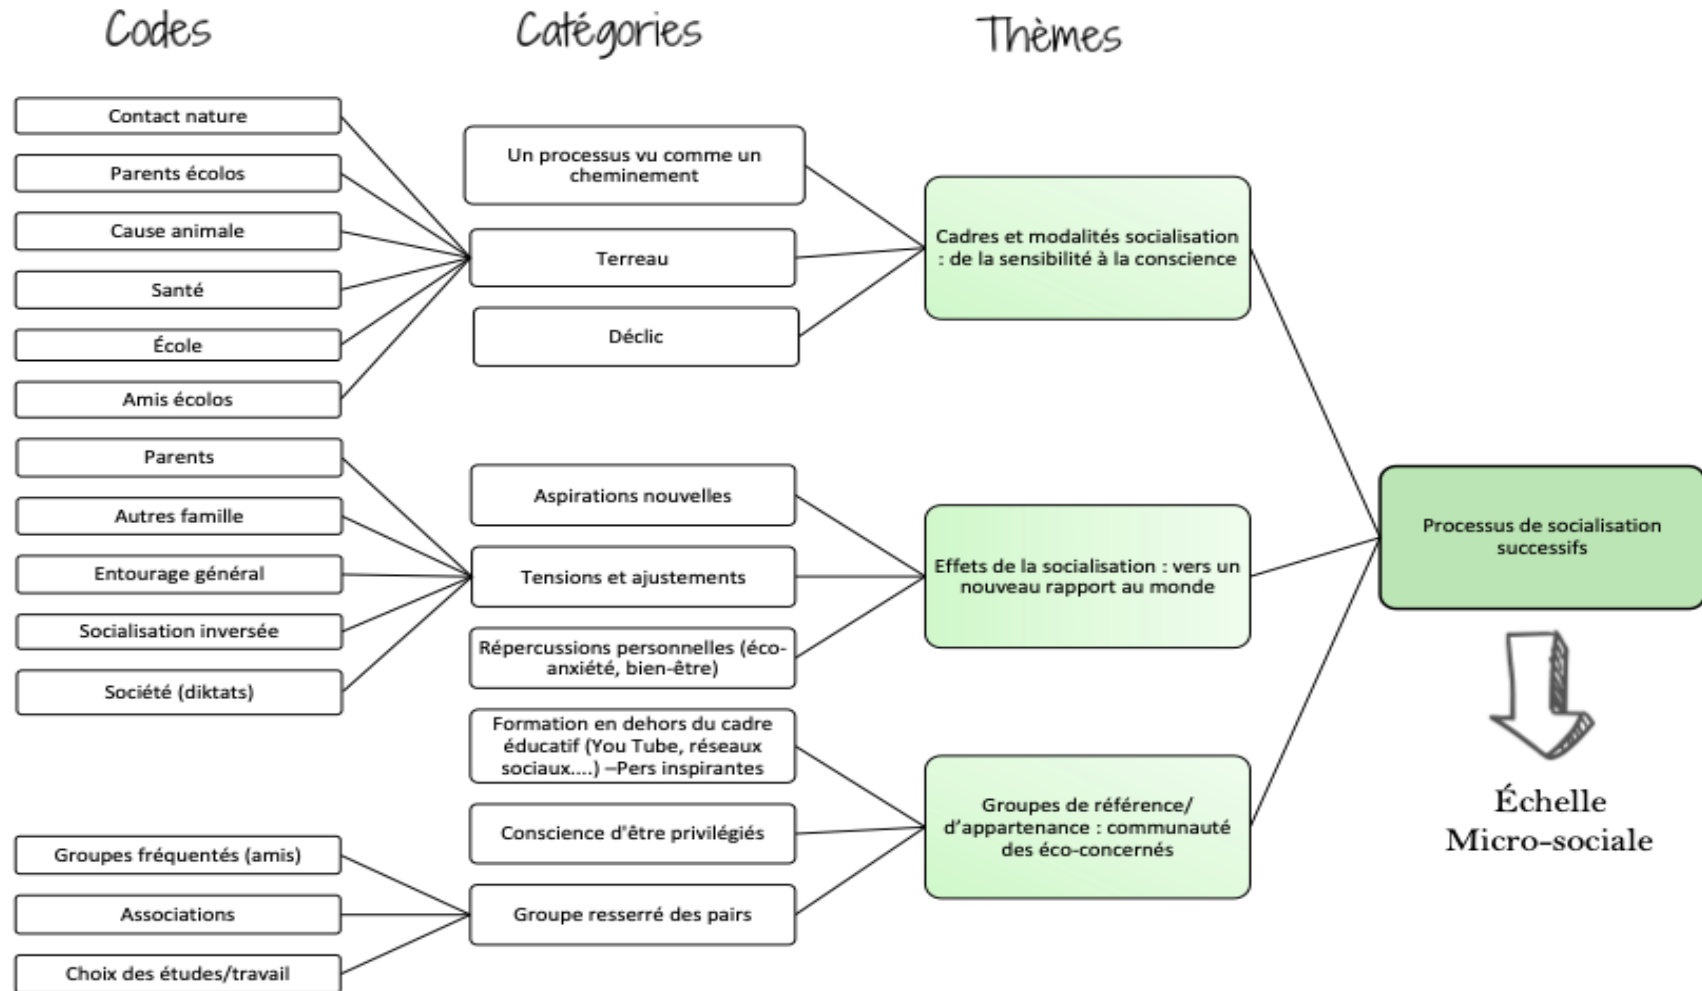 Codes
Catégories
Thèmes
Contact nature
Parents écolos
Cause animale
Santé
École
Amis écolos
Parents
Autres famille
Entourage général
Socialisation inversée
Société (diktats)
Groupes fréquentés (amis)
Associations
Choix des études/travail
Un processus vu comme un
cheminement
Terreau
Déclic
Aspirations nouvelles
Tensions et ajustements
Répercussions personnelles (éco-
anxiété, bien-être)
Formation en dehors du cadre
éducatif (You Tube, réseaux
sociaux....) –Pers inspirantes
Conscience d'être privilégiés
Groupe resserré des pairs
Cadres et modalités socialisation
: de la sensibilité à la conscience
Effets de la socialisation : vers un
nouveau rapport au monde
Groupes de référence/
d’appartenance : communauté
des éco-concernés
Processus de socialisation
successifs
Échelle
Micro-sociale